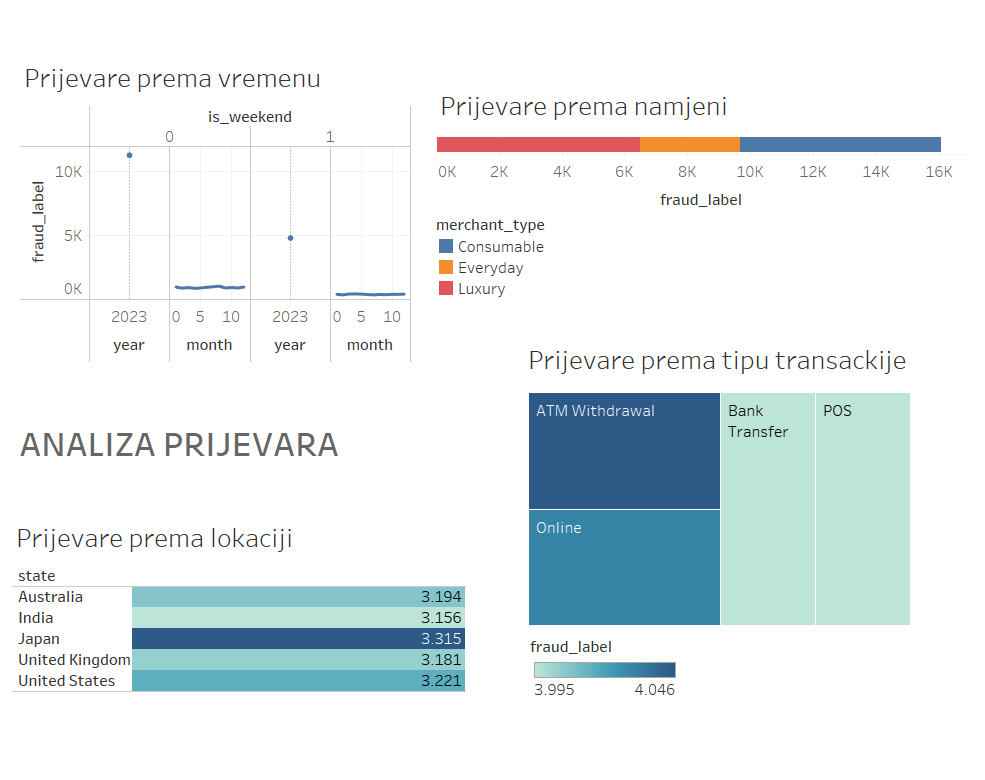 Prijevare prema vremenu
is_weekend
0 1
fraud_label
10K
5K
0K
2023 0 5 10 2023 0 5 10
year month year month
Prijevare prema namjeni
0K 2K 4K 6K 8K 10K 12K 14K 16K
fraud_label
merchant_type
Consumable
Everyday
Luxury
ANALIZA PRIJEVARA
Prijevare prema tipu transackije
ATM Withdrawal
Online
Bank
Transfer
POS
fraud_label
3.995 4.046
Prijevare prema lokaciji
state
Australia 3.194
India 3.156
Japan 3.315
United Kingdom 3.181
United States 3.221